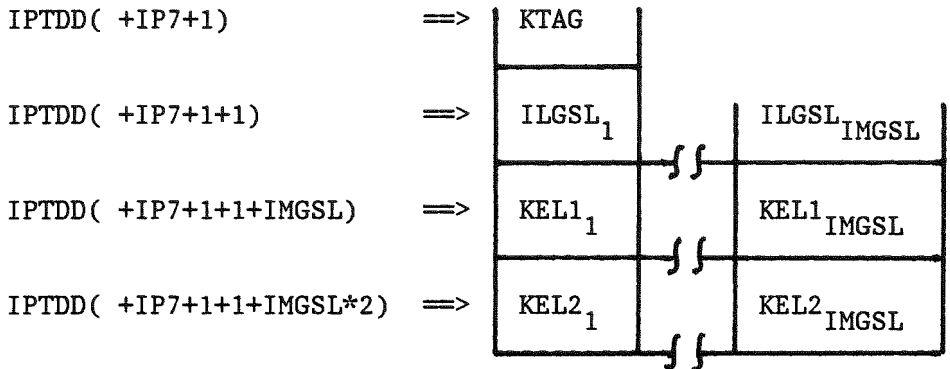 IPTDD( +IP7+1) ==> KTAG
IPTDD( +IP7+1+1) ==> ILGSL1 ILGSLIMGSL
IPTDD( +IP7+1+1+IMGSL) ==> KEL11 KEL1IMGSL
IPTDD( +IP7+1+1+IMGSL*2) ==> KEL21 KEL2IMGSL